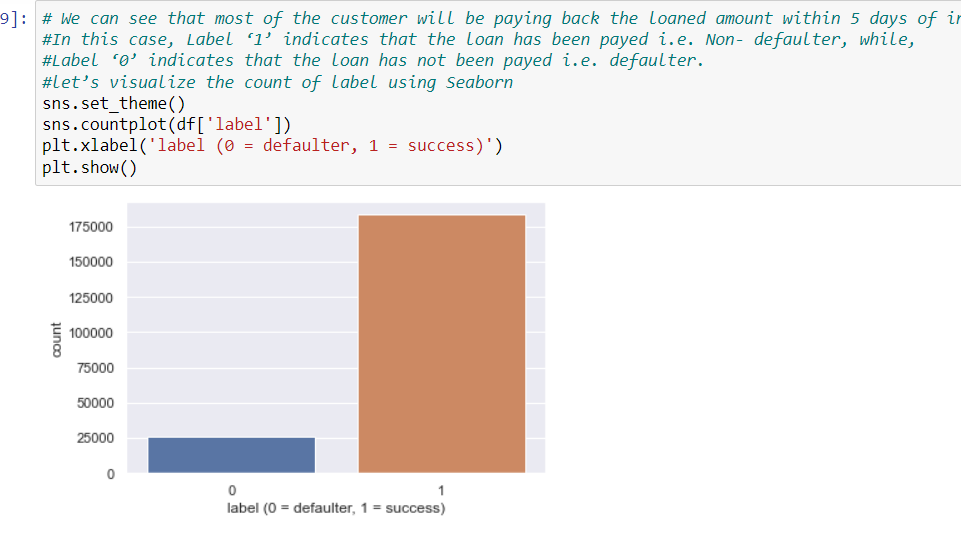 9]: # We can see that most of the customer will be paying back the loaned amount within 5 days of
#In this case, Label ‘1’ indicates that the loan has been payed i.e. Non- defaulter, while,
#Label ‘0’ indicates that the loan has not been payed i.e. defaulter.
#let’s visualize the count of label using Seaborn
sns.set_theme()
sns.countplot(df['label'])
plt.xlabel('label (0 = defaulter, 1 = success)')
plt.show()
175000
150000
125000
100000
75000
50000
25000
0
count
0 1
label (0 = defaulter, 1 = success)